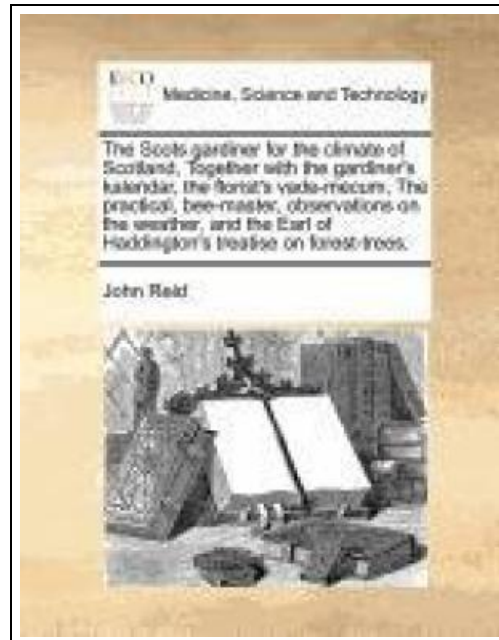 ECCO
Medicine, Science and Technology
The Scots gardiner for the climate of
Scotland, Together with the gardiner's
kalendar, the florist's vade-mecum, The
practical, bee-master, observations on
the weather, and the Earl of
Haddington's treatise on forest-trees.
John Reid